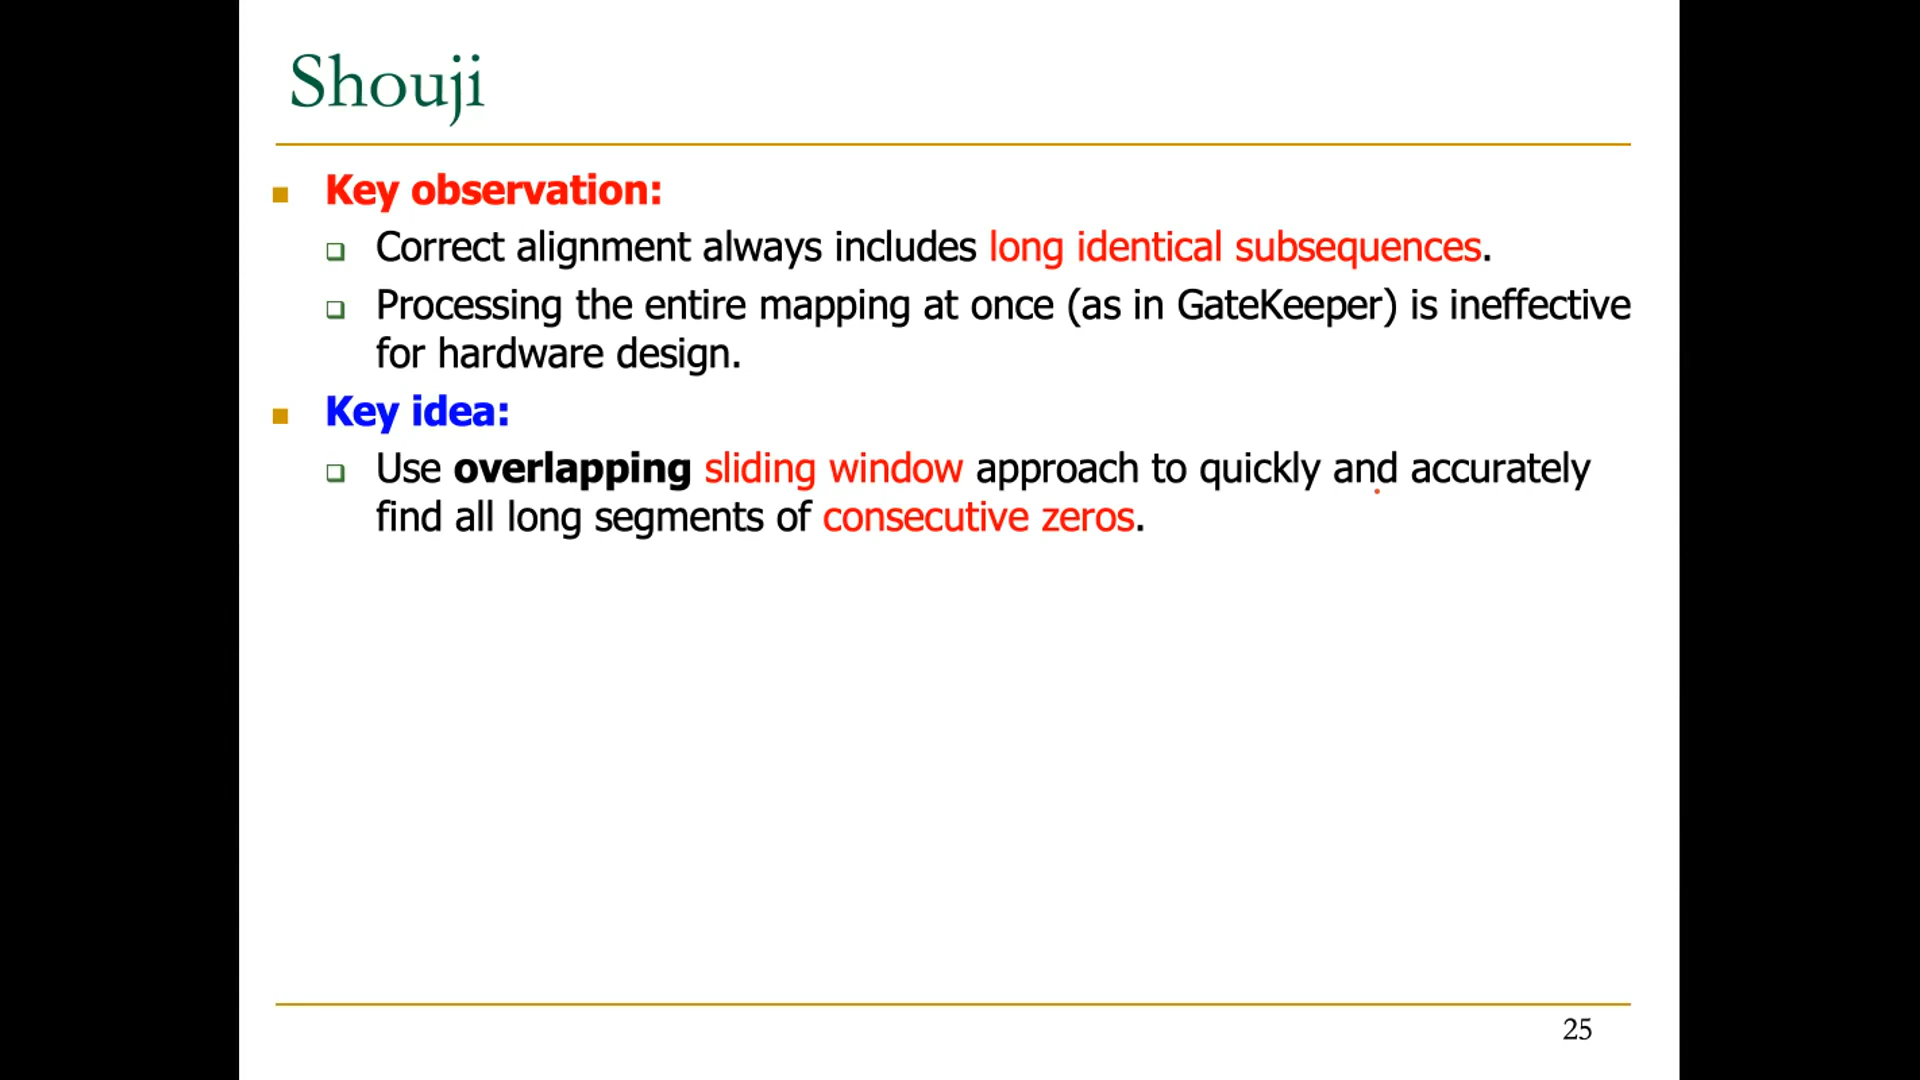 Shouji
Key observation:
Correct alignment always includes long identical subsequences.
Processing the entire mapping at once (as in GateKeeper) is ineffective
for hardware design.
Key idea:
Use overlapping sliding window approach to quickly and accurately
find all long segments of consecutive zeros.
25